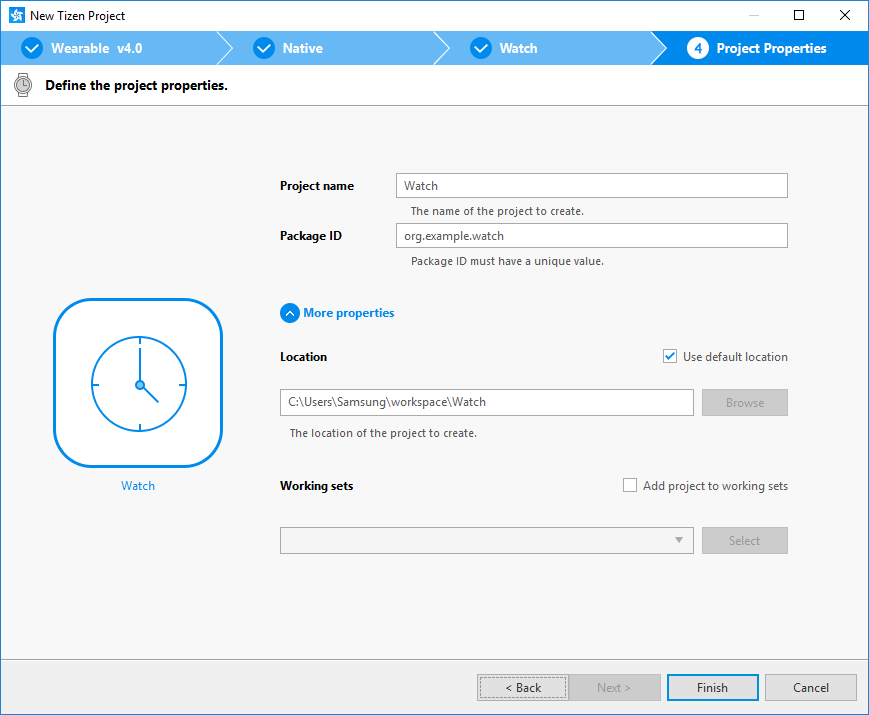 New Tizen Project
Wearable v4.0 Native Watch 4 Project Properties
Define the project properties.
Project name Watch
The name of the project to create.
Package ID org.example.watch
Package ID must have a unique value.
More properties
Location Use default location
C:\Users\Samsung\workspace\Watch Browse
The location of the project to create.
Watch
Working sets Add project to working sets
Select
< Back Next > Finish Cancel